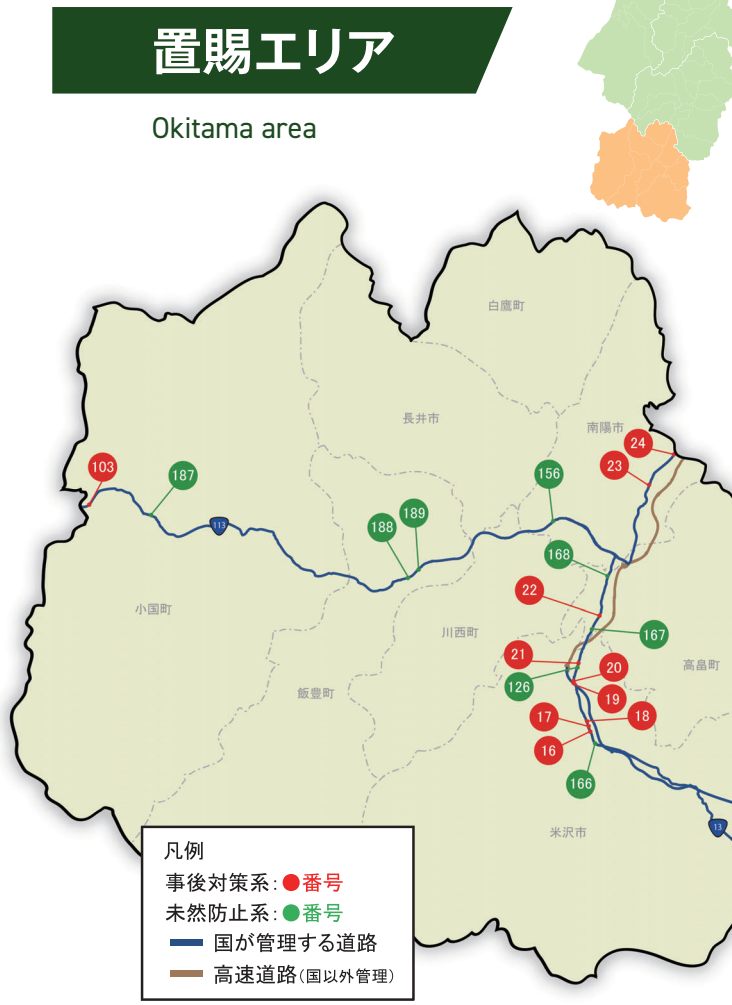 置賜エリア
Okitama area
白鷹町
長井市
南陽市
24
23
103
187
156
189
188
113
168
22
小国町
川西町
167
21
20
高畠町
126
飯豊町
19
17
18
16
166
13
米沢市
凡例
事後対策系：●番号
未然防止系：●番号
国が管理する道路
高速道路（国以外管理）